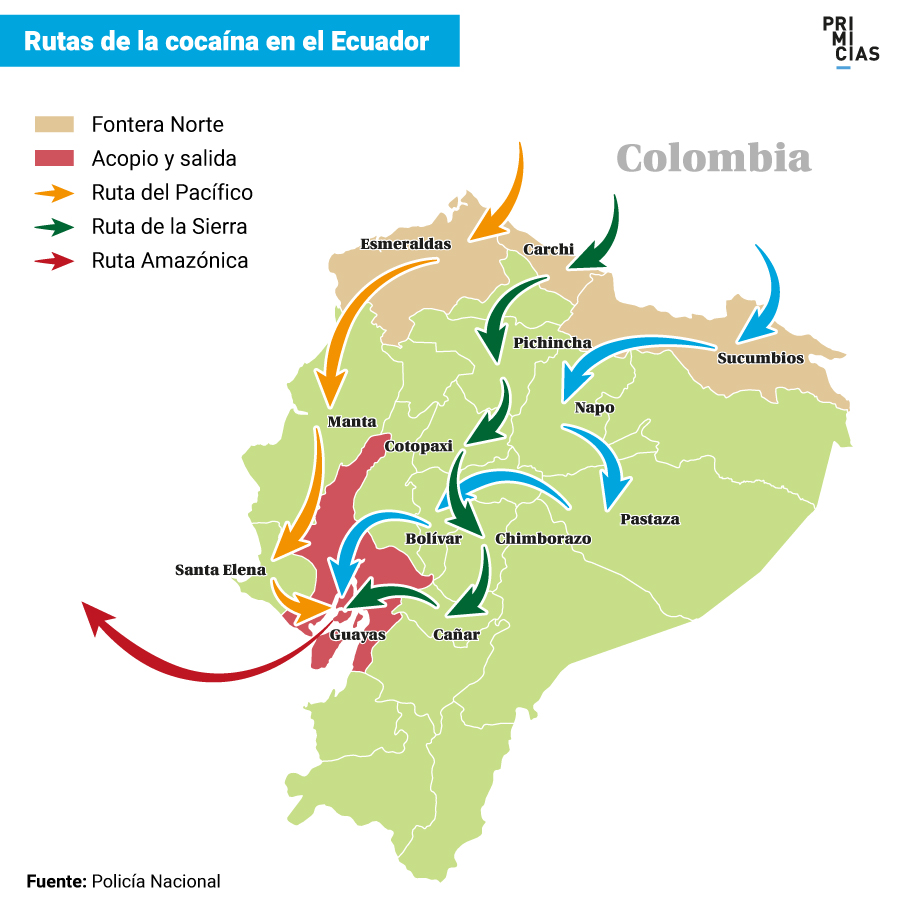 Rutas de la cocaína en el Ecuador
PRI
MI
CIAS
Fontera Norte
Acopio y salida
Ruta del Pacífico
Ruta de la Sierra
Ruta Amazónica
Colombia
Esmeraldas
Carchi
Pichincha
Sucumbios
Napo
Manta
Cotopaxi
Pastaza
Bolívar
Chimborazo
Santa Elena
Guayas
Cañar
Fuente: Policía Nacional